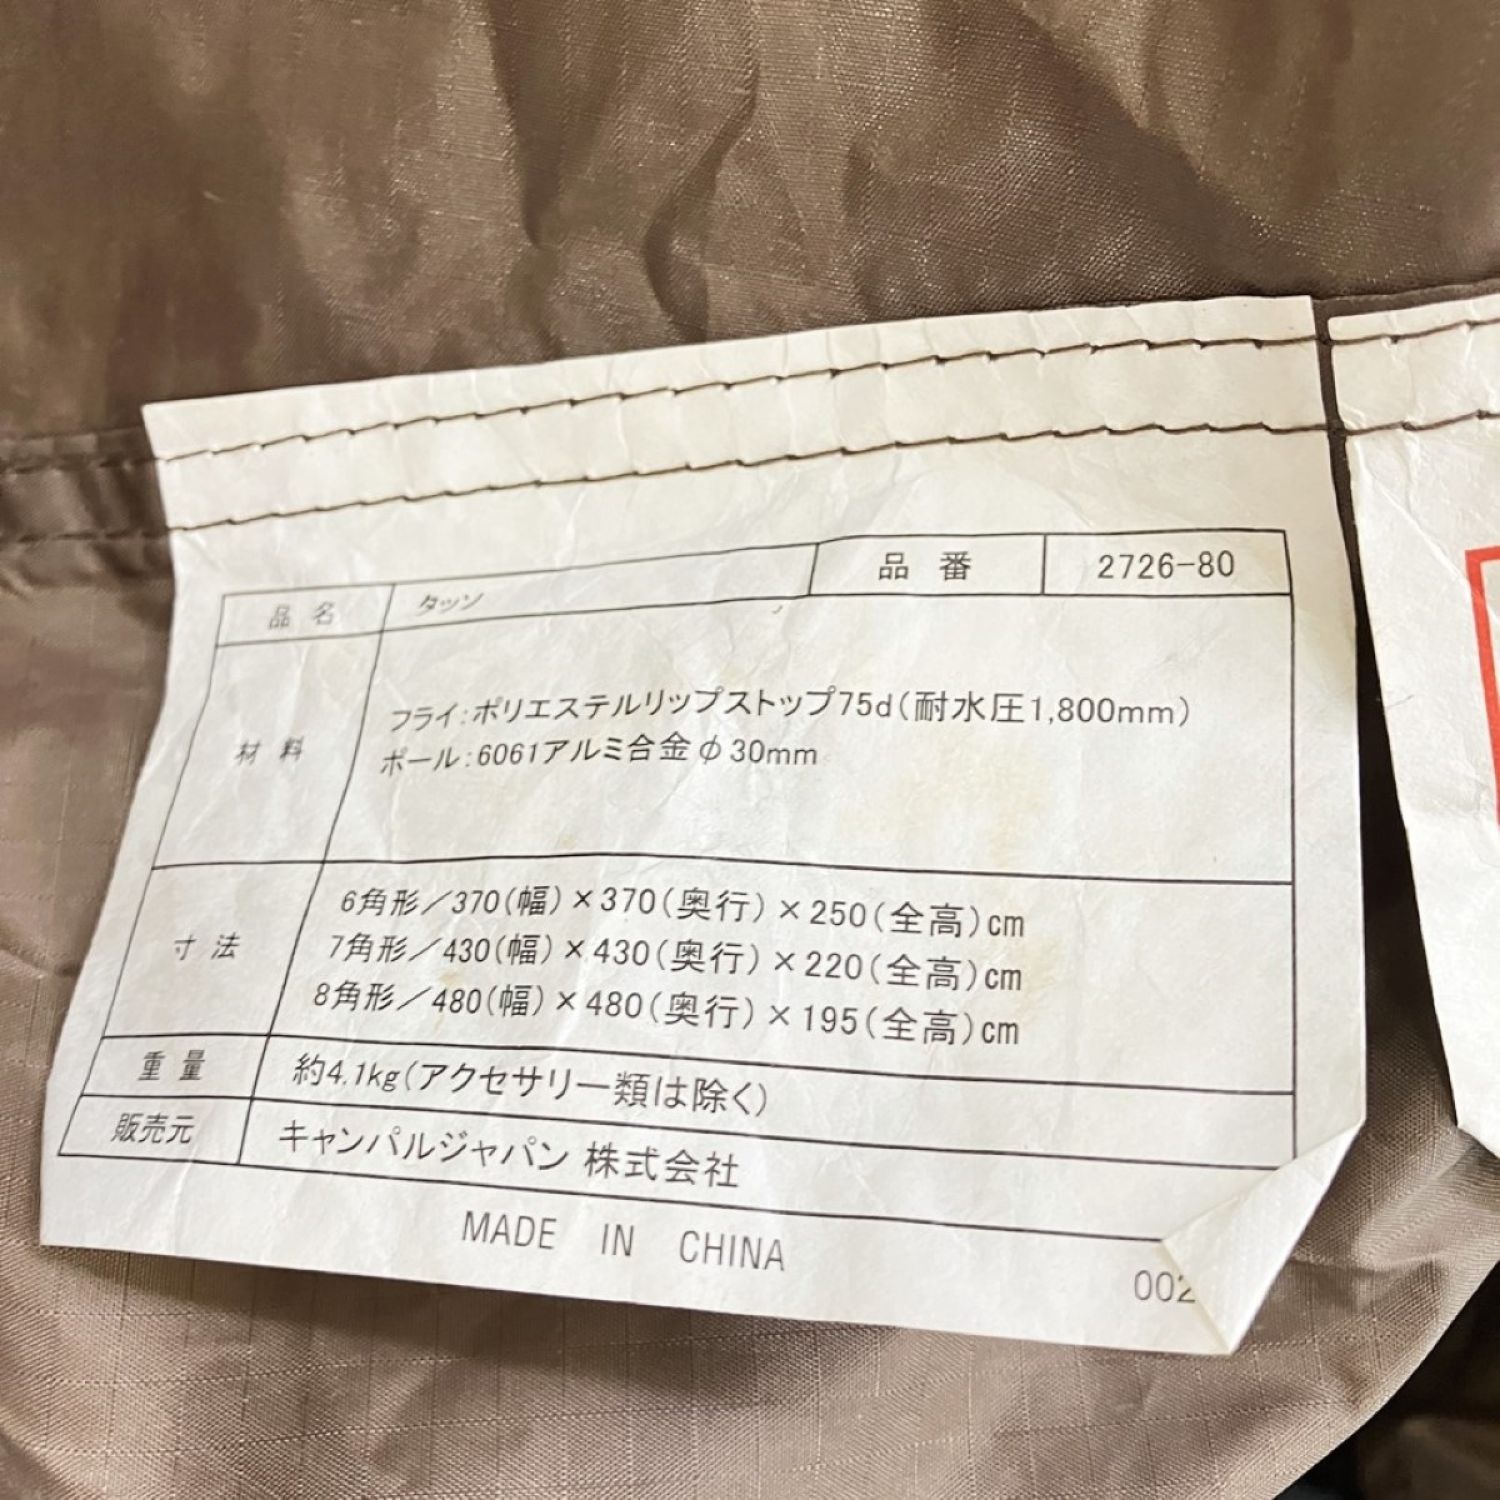 品名 タッソ 品番 2726-80
材料 フライ:ポリエステルリップストップ75d(耐水圧1,800mm)
ポール:6061アルミ合金φ30mm
寸法 6角形/370(幅)×370(奥行)×250(全高)cm
7角形/430(幅)×430(奥行)×220(全高)cm
8角形/480(幅)×480(奥行)×195(全高)cm
重量 約4.1kg(アクセサリー類は除く)
販売元 キャンパルジャパン 株式会社
MADE IN CHINA
002